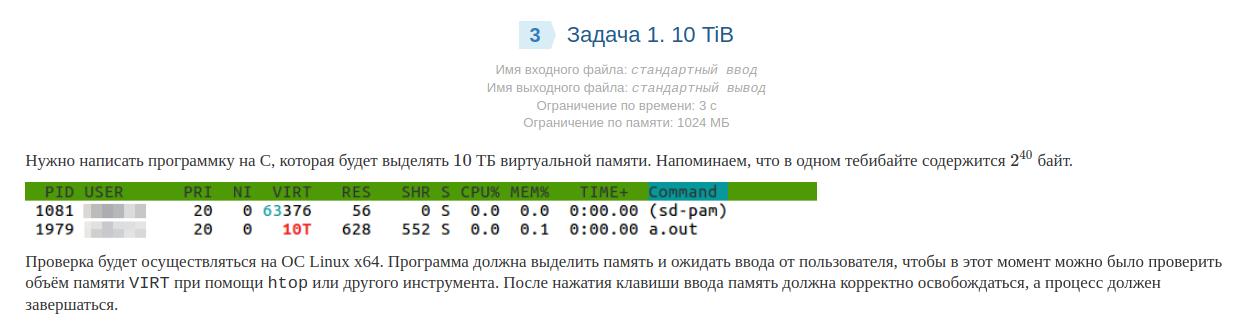 3 Задача 1. 10 TiB
Имя входного файла: стандартный ввод
Имя выходного файла: стандартный вывод
Ограничение по времени: 3 с
Ограничение по памяти: 1024 МБ
Нужно написать программку на C, которая будет выделять 10 ТБ виртуальной памяти. Напоминаем, что в одном тебибайте содержится 2⁴⁰ байт.
PID USER PRI NI VIRT RES SHR S CPU% MEM% TIME+ Command
1081 20 0 63376 56 0 S 0.0 0.0 0:00.00 (sd-pam)
1979 20 0 10T 628 552 S 0.0 0.1 0:00.00 a.out
Проверка будет осуществляться на ОС Linux x64. Программа должна выделить память и ожидать ввода от пользователя, чтобы в этот момент можно было проверить
объём памяти VIRT при помощи htop или другого инструмента. После нажатия клавиши ввода память должна корректно освобождаться, а процесс должен
завершаться.